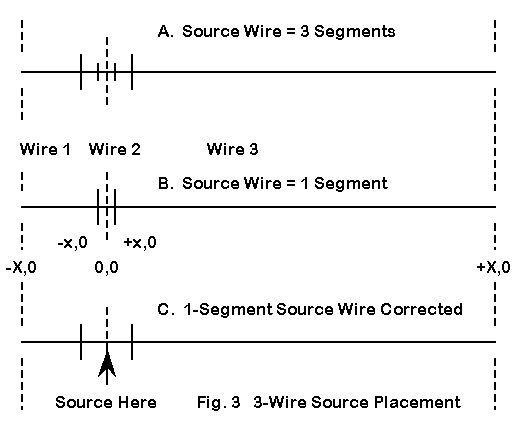 A. Source Wire = 3 Segments
Wire 1 Wire 2 Wire 3
B. Source Wire = 1 Segment
-x,0 +x,0
-X,0 0,0 +X,0
C. 1-Segment Source Wire Corrected
Source Here Fig. 3 3-Wire Source Placement